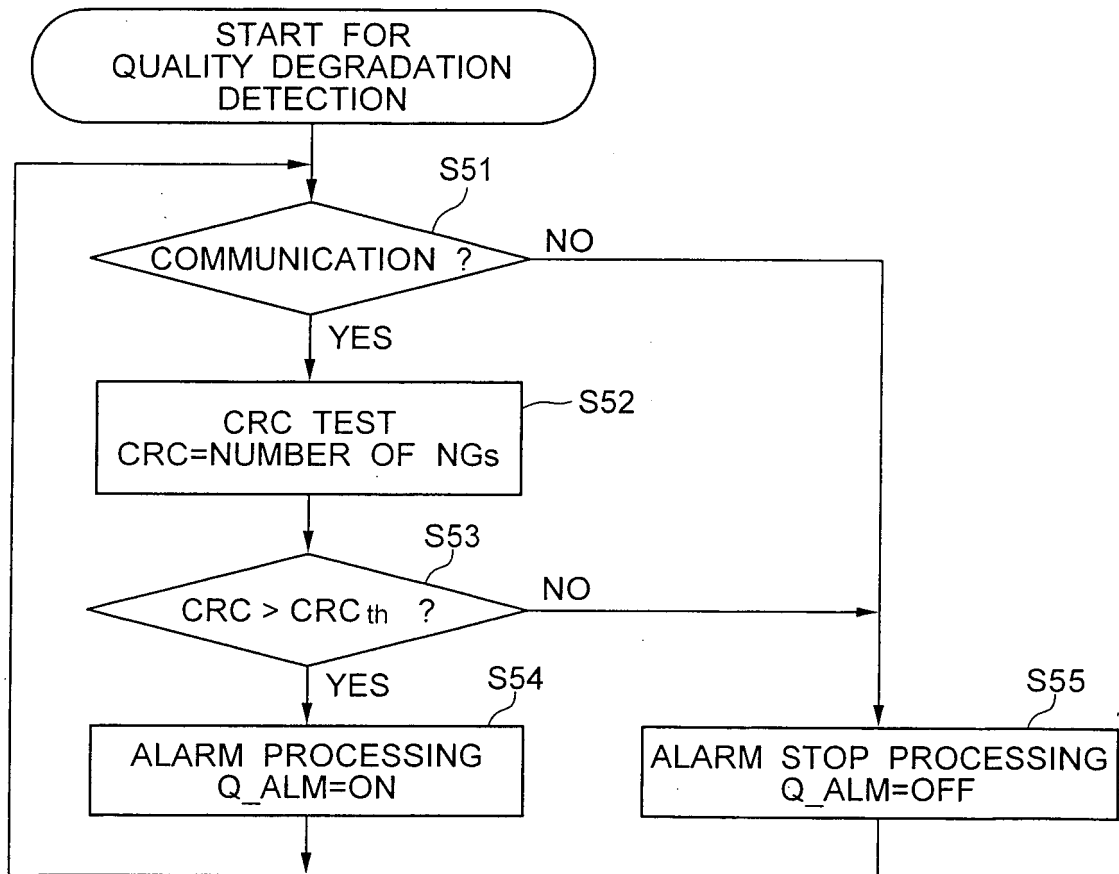 START FOR
QUALITY DEGRADATION
DETECTION
S51
COMMUNICATION ?
NO
YES
S52
CRC TEST
CRC=NUMBER OF NGs
S53
CRC > CRCth ?
NO
YES
S54
ALARM PROCESSING
Q_ALM=ON
S55
ALARM STOP PROCESSING
Q_ALM=OFF